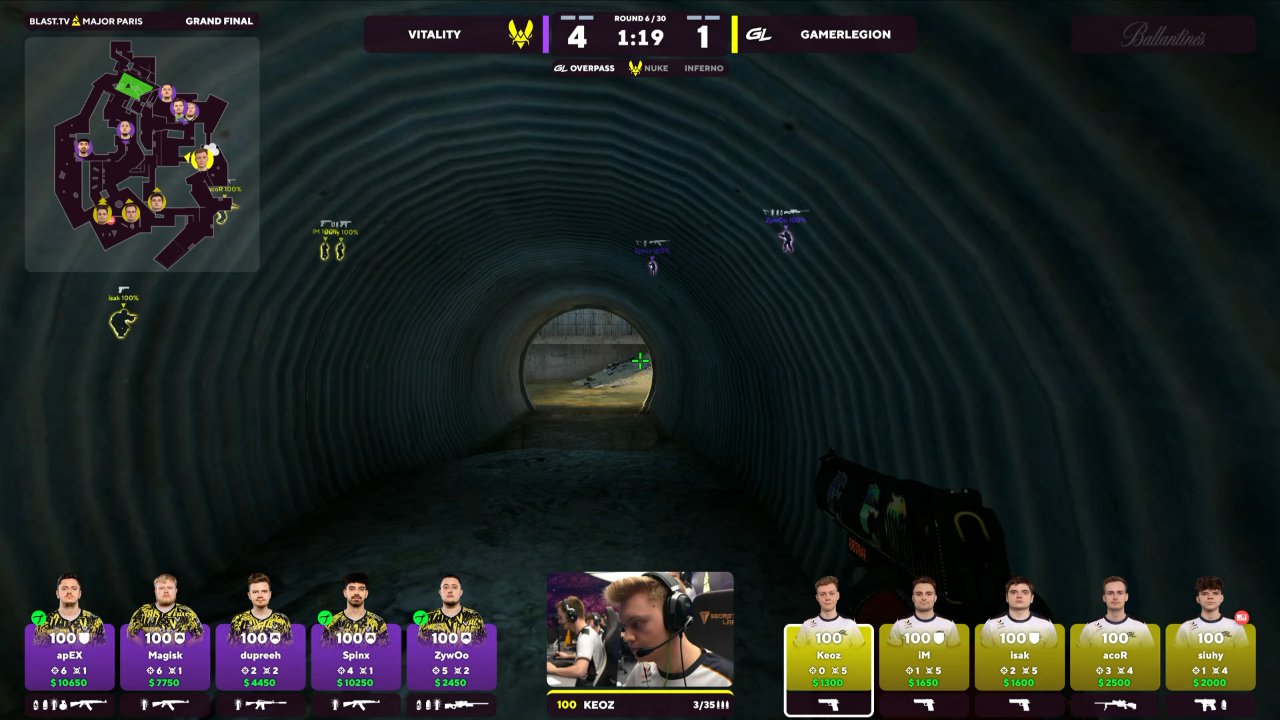 BLAST.TV MAJOR PARIS GRAND FINAL
VITALITY 4 ROUND 6 / 30 1:19 1 GL GAMERLEGION
Ballantine's
GL OVERPASS NUKE INFERNO
A
acoR 100%
ZywOo 100%
Spinx 100%
isak 100%
100 100 100 100 100
apEX Magisk dupreeh Spinx ZywOo
6 1 6 1 2 2 4 1 5 2
$10650 $7750 $4450 $10250 $2450
100 KEOZ 3/35
100 100 100 100 100
Keoz iM isak acoR siuhy
0 5 1 5 2 5 3 4 1 4
$1300 $1650 $1600 $2500 $2000